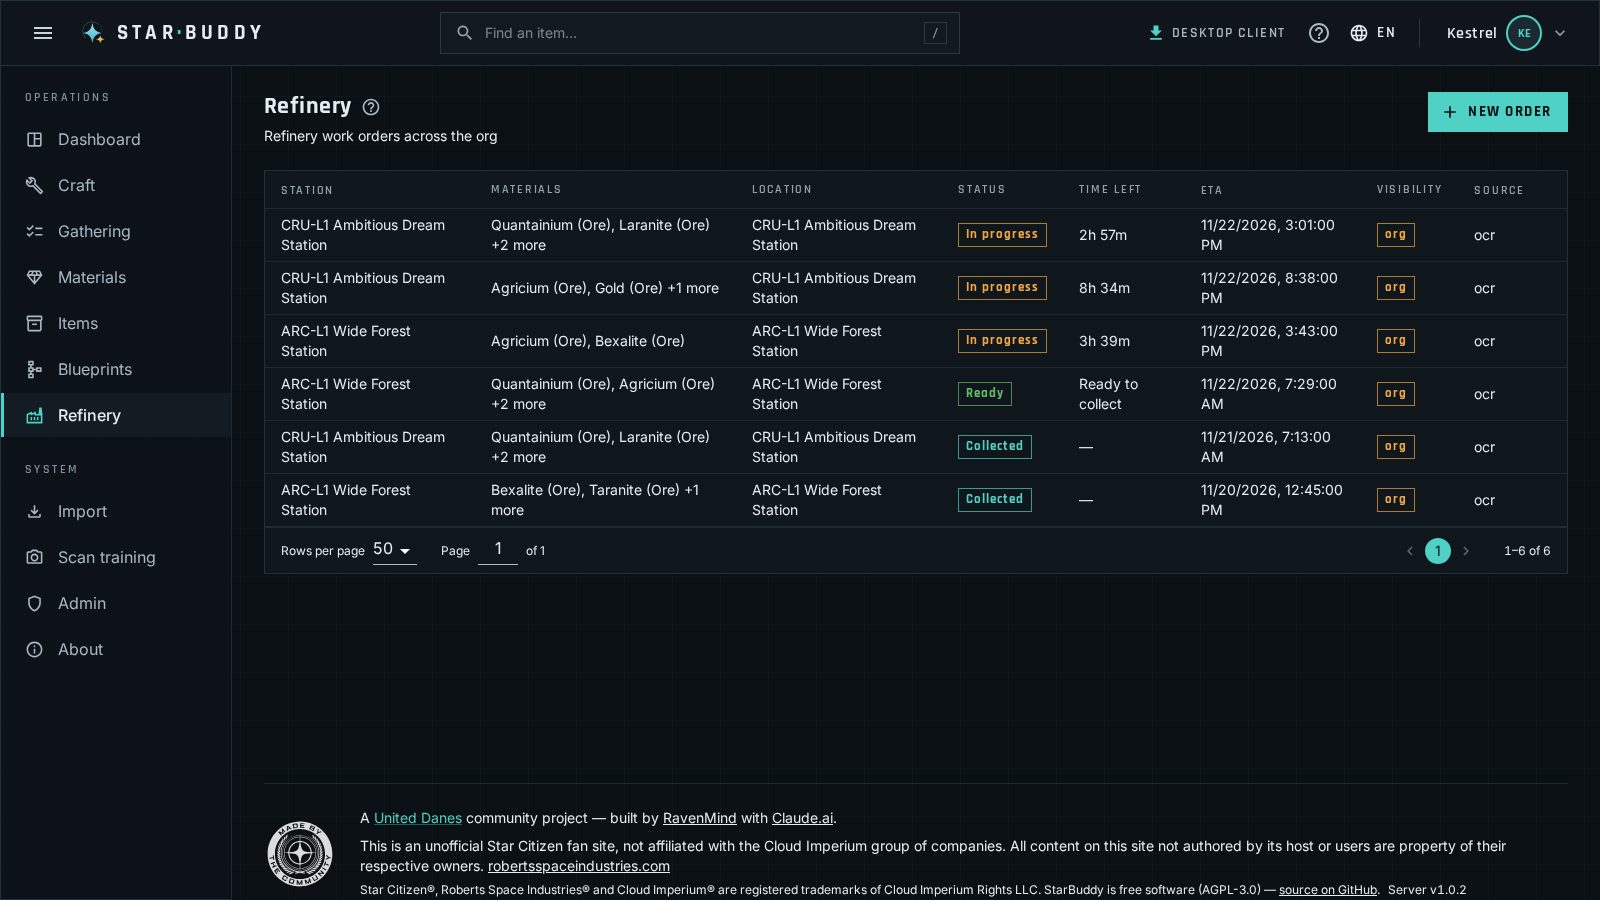 STAR·BUDDY
Find an item...
/
DESKTOP CLIENT
EN
Kestrel
KE
OPERATIONS
Dashboard
Craft
Gathering
Materials
Items
Blueprints
Refinery
SYSTEM
Import
Scan training
Admin
About
Refinery
Refinery work orders across the org
NEW ORDER
STATION MATERIALS LOCATION STATUS TIME LEFT ETA VISIBILITY SOURCE
CRU-L1 Ambitious Dream Station Quantainium (Ore), Laranite (Ore) +2 more CRU-L1 Ambitious Dream Station In progress 2h 57m 11/22/2026, 3:01:00 PM org ocr
CRU-L1 Ambitious Dream Station Agricium (Ore), Gold (Ore) +1 more CRU-L1 Ambitious Dream Station In progress 8h 34m 11/22/2026, 8:38:00 PM org ocr
ARC-L1 Wide Forest Station Agricium (Ore), Bexalite (Ore) ARC-L1 Wide Forest Station In progress 3h 39m 11/22/2026, 3:43:00 PM org ocr
ARC-L1 Wide Forest Station Quantainium (Ore), Agricium (Ore) +2 more ARC-L1 Wide Forest Station Ready Ready to collect 11/22/2026, 7:29:00 AM org ocr
CRU-L1 Ambitious Dream Station Quantainium (Ore), Laranite (Ore) +2 more CRU-L1 Ambitious Dream Station Collected — 11/21/2026, 7:13:00 AM org ocr
ARC-L1 Wide Forest Station Bexalite (Ore), Taranite (Ore) +1 more ARC-L1 Wide Forest Station Collected — 11/20/2026, 12:45:00 PM org ocr
Rows per page 50 Page 1 of 1 1 1–6 of 6
MADE BY THE COMMUNITY
A United Danes community project — built by RavenMind with Claude.ai.
This is an unofficial Star Citizen fan site, not affiliated with the Cloud Imperium group of companies. All content on this site not authored by its host or users are property of their
respective owners. robertsspaceindustries.com
Star Citizen®, Roberts Space Industries® and Cloud Imperium® are registered trademarks of Cloud Imperium Rights LLC. StarBuddy is free software (AGPL-3.0) — source on GitHub. Server v1.0.2